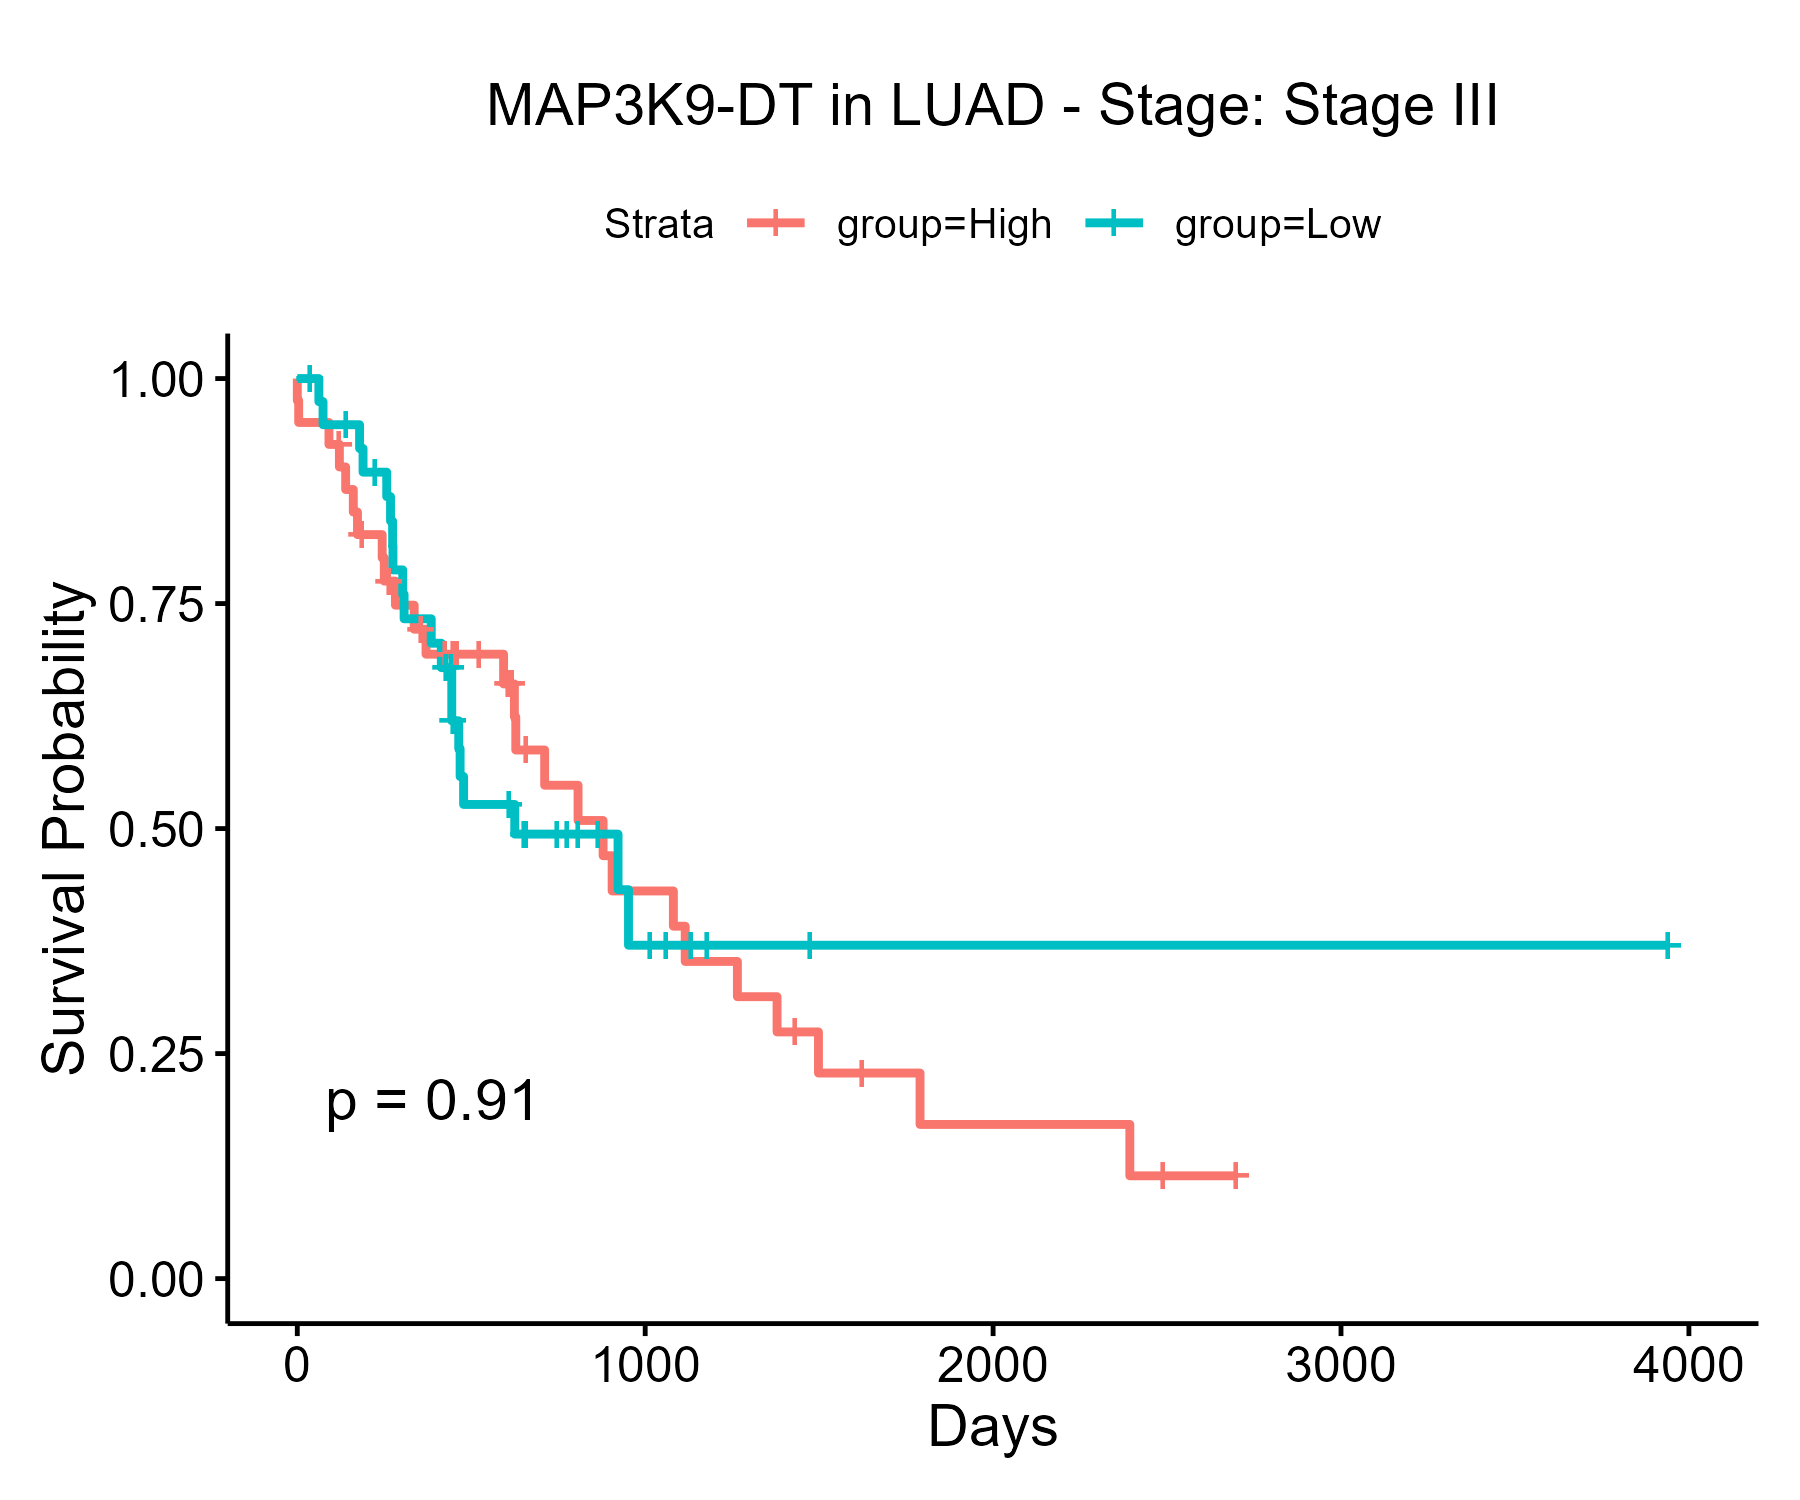 MAP3K9-DT in LUAD - Stage: Stage III
Strata group=High group=Low
1.00
0.75
0.50
0.25
0.00
Survival Probability
p = 0.91
0 1000 2000 3000 4000
Days